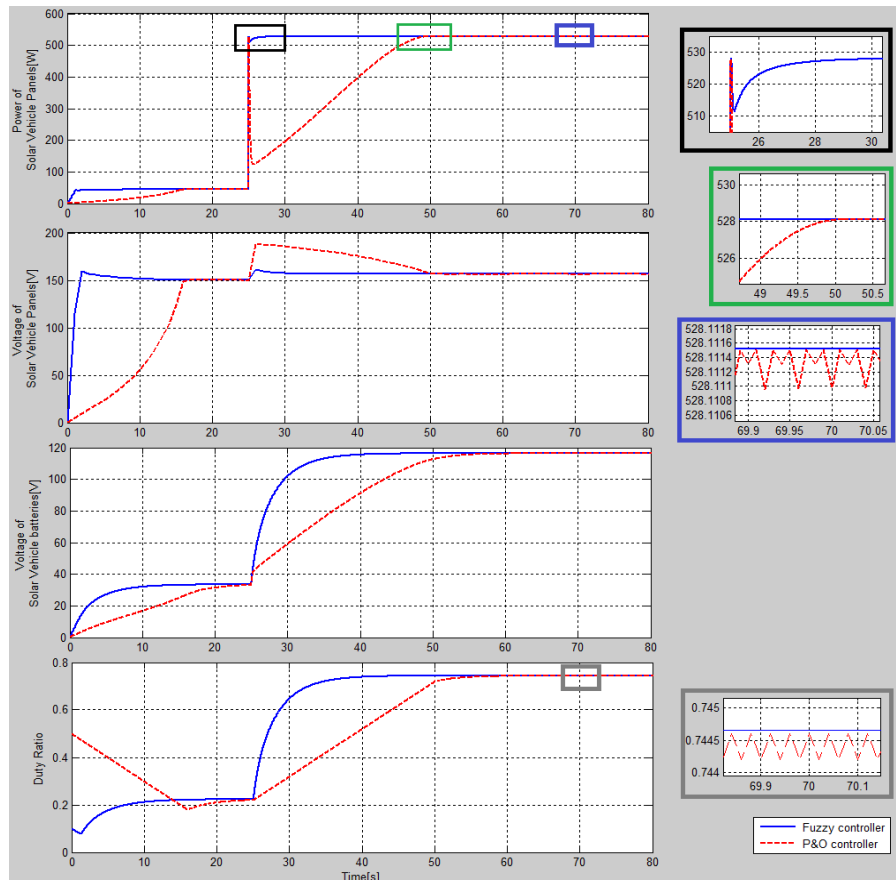 600
500
400
300
200
100
0
Power of
Solar Vehicle Panels[W]
0 10 20 30 40 50 60 70 80
530
520
510
26 28 30
530
528
526
49 49.5 50 50.5
200
150
100
50
0
Voltage of
Solar Vehicle Panels[V]
0 10 20 30 40 50 60 70 80
528.1118
528.1116
528.1114
528.1112
528.111
528.1108
528.1106
69.9 69.95 70 70.05
120
100
80
60
40
20
0
Voltage of
Solar Vehicle batteries[V]
0 10 20 30 40 50 60 70 80
0.8
0.6
0.4
0.2
0
Duty Ratio
0 10 20 30 40 50 60 70 80
Time[s]
0.745
0.7445
0.744
69.9 70 70.1
Fuzzy controller
P&O controller